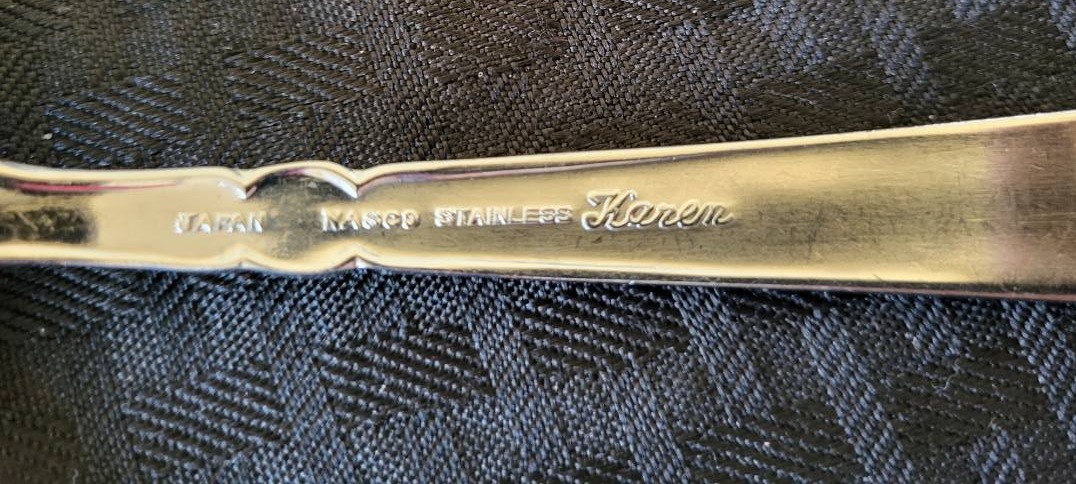 JAPAN NASCO STAINLESS Karen